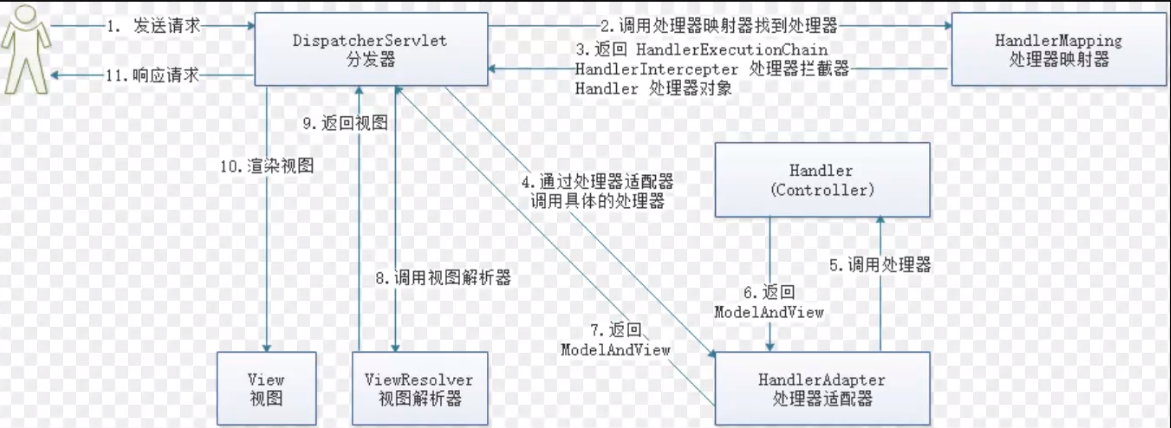 1. 发送请求
DispatcherServlet
分发器
2.调用处理器映射器找到处理器
3.返回 HandlerExecutionChain
HandlerIntercepter 处理器拦截器
Handler 处理器对象
HandlerMapping
处理器映射器
11.响应请求
9.返回视图
10.渲染视图
4.通过处理器适配器
调用具体的处理器
Handler
(Controller)
8.调用视图解析器
5.调用处理器
6.返回
ModelAndView
7.返回
ModelAndView
View
视图
ViewResolver
视图解析器
HandlerAdapter
处理器适配器